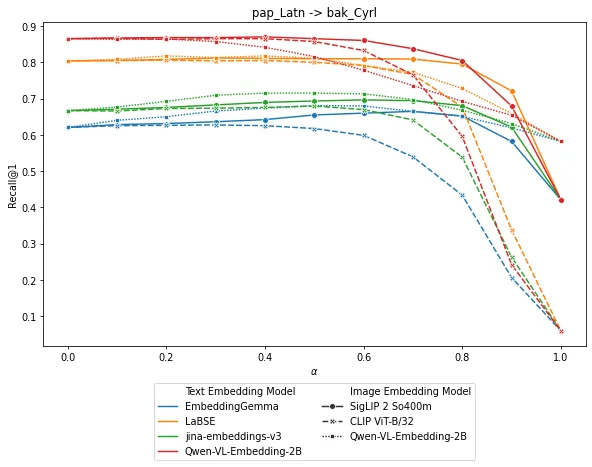 pap_Latn -> bak_Cyrl
Recall@1
0.9
0.8
0.7
0.6
0.5
0.4
0.3
0.2
0.1
0.0 0.2 0.4 0.6 0.8 1.0
α
Text Embedding Model
EmbeddingGemma
LaBSE
jina-embeddings-v3
Qwen-VL-Embedding-2B
Image Embedding Model
SigLIP 2 So400m
CLIP ViT-B/32
Qwen-VL-Embedding-2B